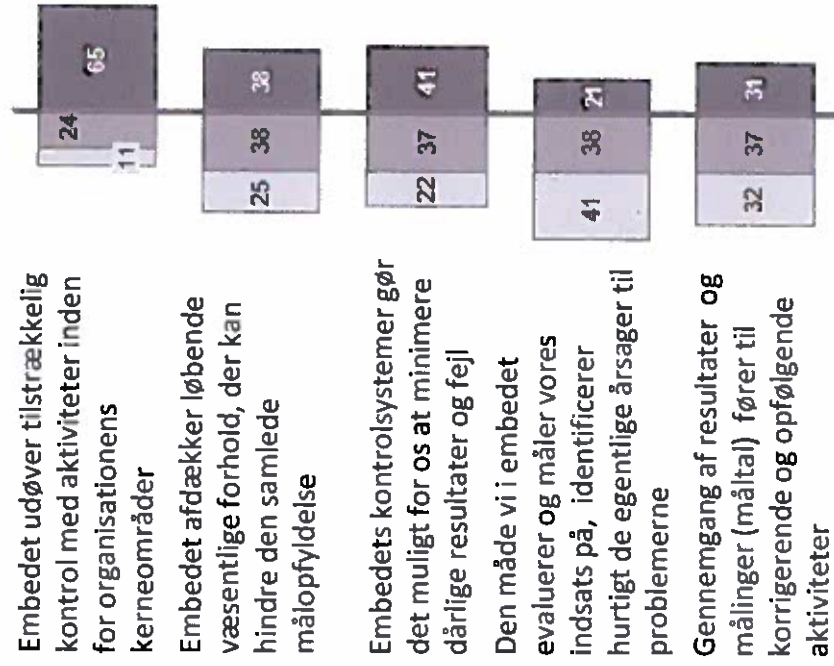 Embedet udøver tilstrækkelig
kontrol med aktiviteter inden
for organisationens
kerneområder
11
24
65
Embedet afdækker løbende
væsentlige forhold, der kan
hindre den samlede
målopfyldelse
25
38
38
Embedets kontrolsystemer gør
det muligt for os at minimere
dårlige resultater og fejl
22
37
41
Den måde vi i embedet
evaluerer og måler vores
indsats på, identificerer
hurtigt de egentlige årsager til
problemerne
41
38
21
Gennemgang af resultater og
målinger (måltal) fører til
korrigerende og opfølgende
aktiviteter
32
37
31